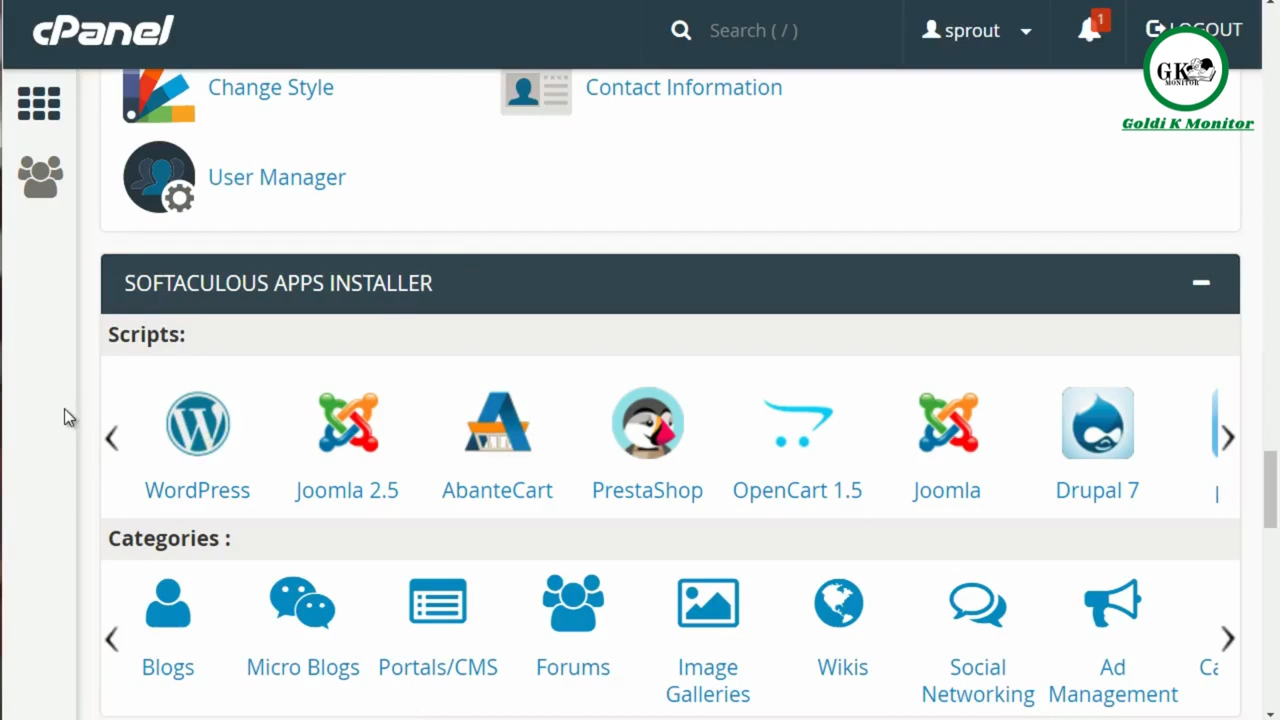 cPanel
Search ( / )
sprout
1
LOGOUT
GK
MONITOR
Goldi K Monitor
Change Style
Contact Information
User Manager
SOFTACULOUS APPS INSTALLER
Scripts:
WordPress
Joomla 2.5
AbanteCart
PrestaShop
OpenCart 1.5
Joomla
Drupal 7
Categories :
Blogs
Micro Blogs
Portals/CMS
Forums
Image
Galleries
Wikis
Social
Networking
Ad
Management